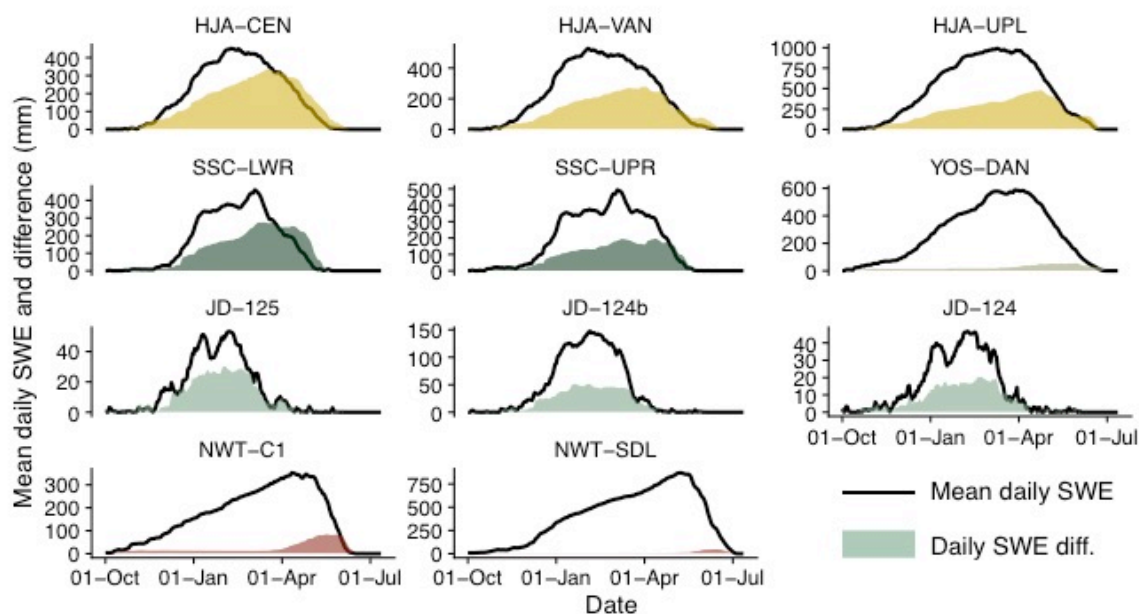 HJA−CEN
HJA−VAN
HJA−UPL
400
300
200
100
0
400
200
0
1000
750
500
250
0
SSC−LWR
SSC−UPR
YOS−DAN
400
300
200
100
0
500
400
300
200
100
0
600
400
200
0
JD−125
JD−124b
JD−124
40
20
0
150
100
50
0
40
30
20
10
0
01−Oct 01−Jan 01−Apr 01−Jul
NWT−C1
NWT−SDL
300
200
100
0
750
500
250
0
01−Oct 01−Jan 01−Apr 01−Jul
01−Oct 01−Jan 01−Apr 01−Jul
Mean daily SWE and difference (mm)
Date
Mean daily SWE
Daily SWE diff.